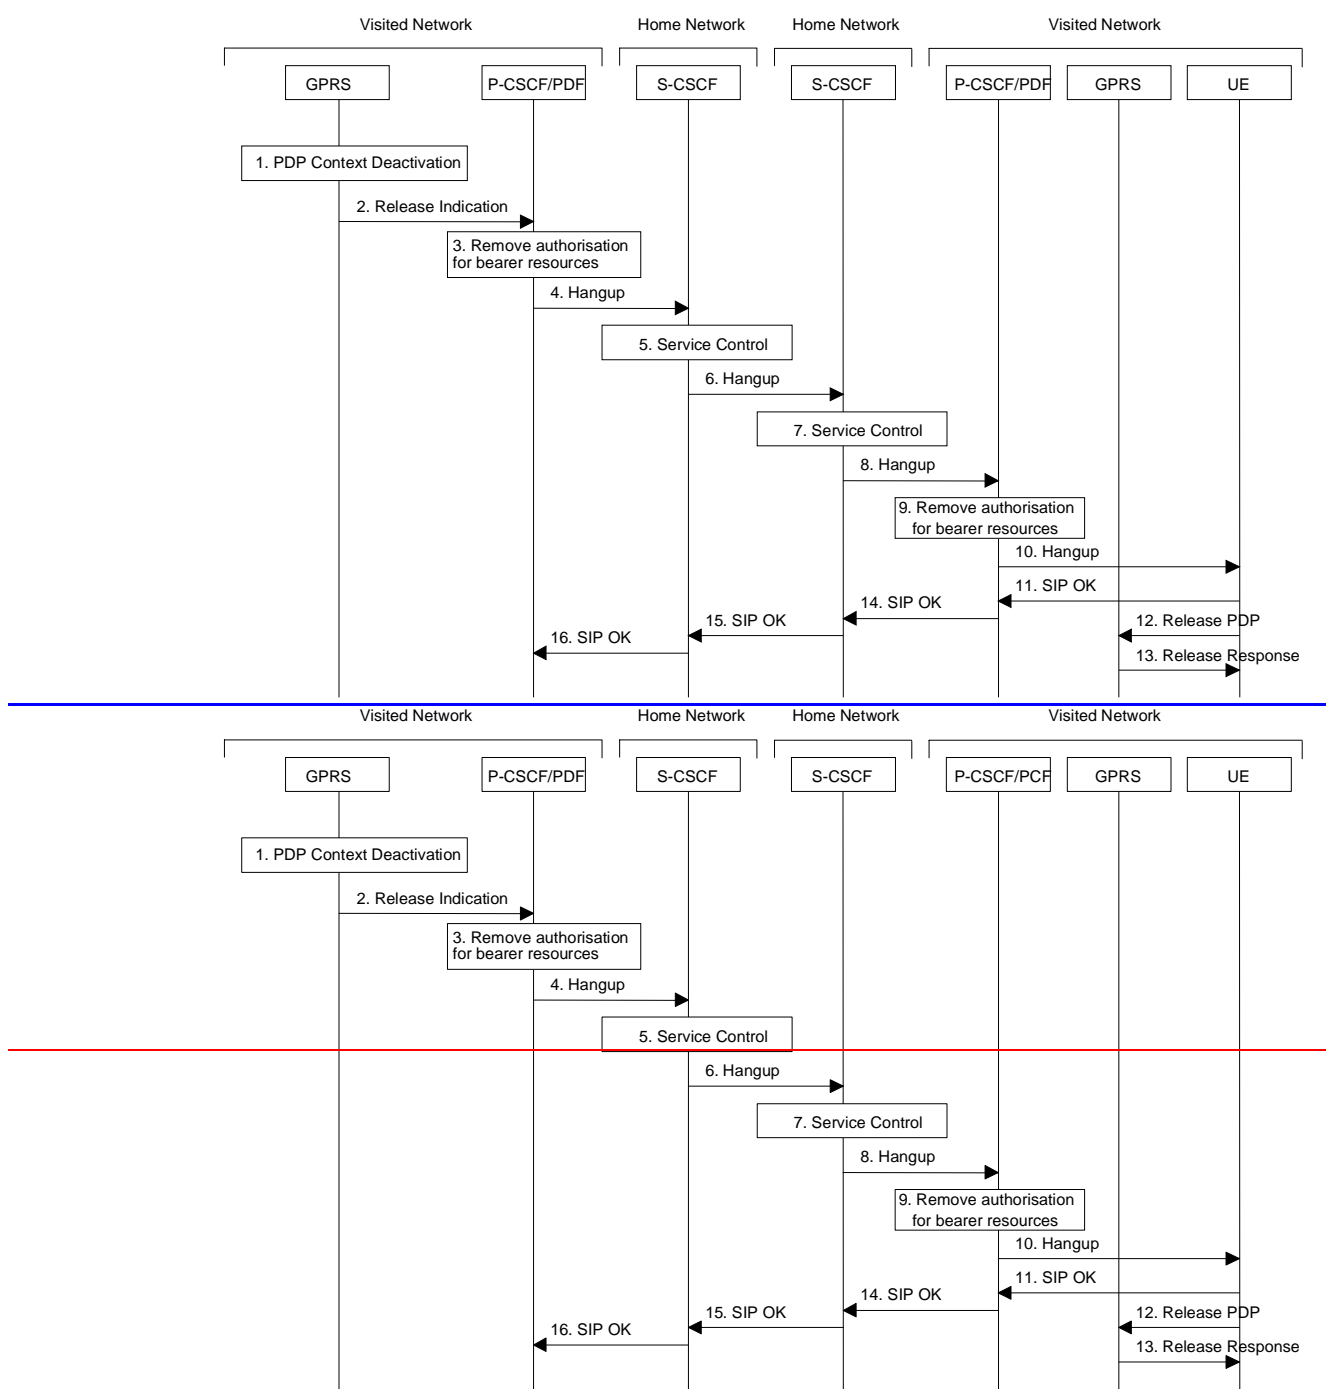 Visited Network Home Network Home Network Visited Network
GPRS P-CSCF/PDF S-CSCF S-CSCF P-CSCF/PDF GPRS UE
1. PDP Context Deactivation
2. Release Indication
3. Remove authorisation
for bearer resources
4. Hangup
5. Service Control
6. Hangup
7. Service Control
8. Hangup
9. Remove authorisation
for bearer resources
10. Hangup
11. SIP OK
14. SIP OK
15. SIP OK
12. Release PDP
16. SIP OK
13. Release Response
Visited Network Home Network Home Network Visited Network
GPRS P-CSCF/PDF S-CSCF S-CSCF P-CSCF/PCF GPRS UE
1. PDP Context Deactivation
2. Release Indication
3. Remove authorisation
for bearer resources
4. Hangup
5. Service Control
6. Hangup
7. Service Control
8. Hangup
9. Remove authorisation
for bearer resources
10. Hangup
11. SIP OK
14. SIP OK
15. SIP OK
12. Release PDP
16. SIP OK
13. Release Response